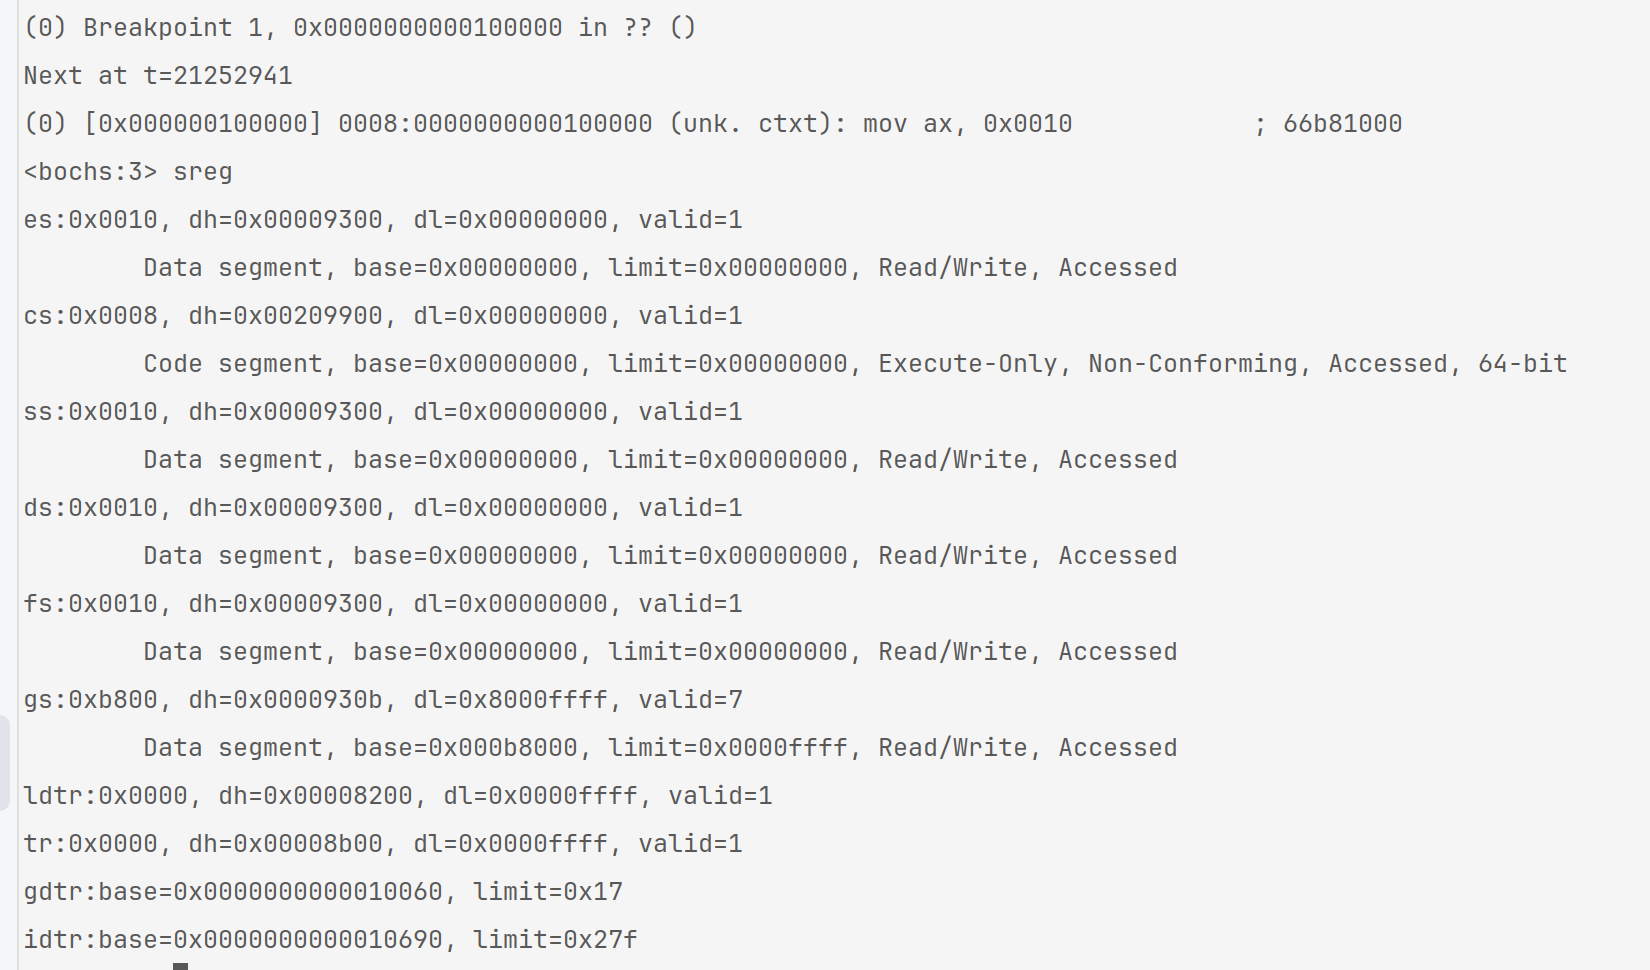 (0) Breakpoint 1, 0x0000000000100000 in ?? ()
Next at t=21252941
(0) [0x000000100000] 0008:0000000000100000 (unk. ctxt): mov ax, 0x0010            ; 66b81000
<bochs:3> sreg
es:0x0010, dh=0x00009300, dl=0x00000000, valid=1
        Data segment, base=0x00000000, limit=0x00000000, Read/Write, Accessed
cs:0x0008, dh=0x00209900, dl=0x00000000, valid=1
        Code segment, base=0x00000000, limit=0x00000000, Execute-Only, Non-Conforming, Accessed, 64-bit
ss:0x0010, dh=0x00009300, dl=0x00000000, valid=1
        Data segment, base=0x00000000, limit=0x00000000, Read/Write, Accessed
ds:0x0010, dh=0x00009300, dl=0x00000000, valid=1
        Data segment, base=0x00000000, limit=0x00000000, Read/Write, Accessed
fs:0x0010, dh=0x00009300, dl=0x00000000, valid=1
        Data segment, base=0x00000000, limit=0x00000000, Read/Write, Accessed
gs:0xb800, dh=0x0000930b, dl=0x8000ffff, valid=7
        Data segment, base=0x000b8000, limit=0x0000ffff, Read/Write, Accessed
ldtr:0x0000, dh=0x00008200, dl=0x0000ffff, valid=1
tr:0x0000, dh=0x00008b00, dl=0x0000ffff, valid=1
gdtr:base=0x0000000000010060, limit=0x17
idtr:base=0x0000000000010690, limit=0x27f